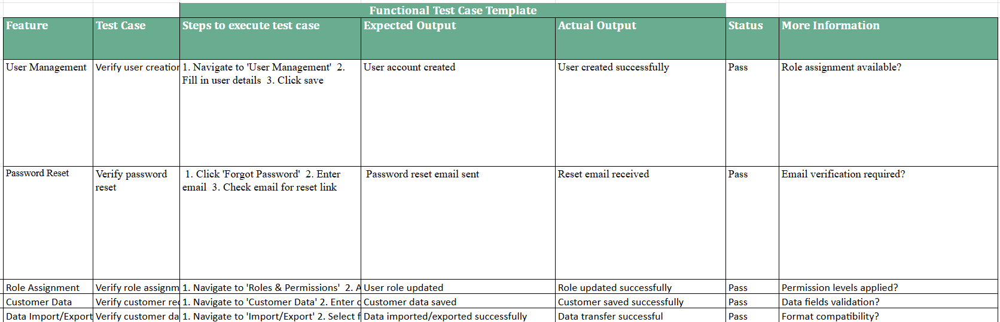 Functional Test Case Template
Feature Test Case Steps to execute test case Expected Output Actual Output Status More Information
User Management Verify user creation 1. Navigate to 'User Management'  2. User account created User created successfully Pass Role assignment available?
Fill in user details  3. Click save
Password Reset Verify password 1. Click 'Forgot Password'  2. Enter Password reset email sent Reset email received Pass Email verification required?
reset email  3. Check email for reset link
Role Assignment Verify role 1. Navigate to 'Roles & Permissions'  2. User role updated Role updated successfully Pass Permission levels applied?
Customer Data Verify customer 1. Navigate to 'Customer Data' 2. Enter Customer data saved Customer saved successfully Pass Data fields validation?
Data Import/Export Verify customer 1. Navigate to 'Import/Export' 2. Select Data imported/exported successfully Data transfer successful Pass Format compatibility?